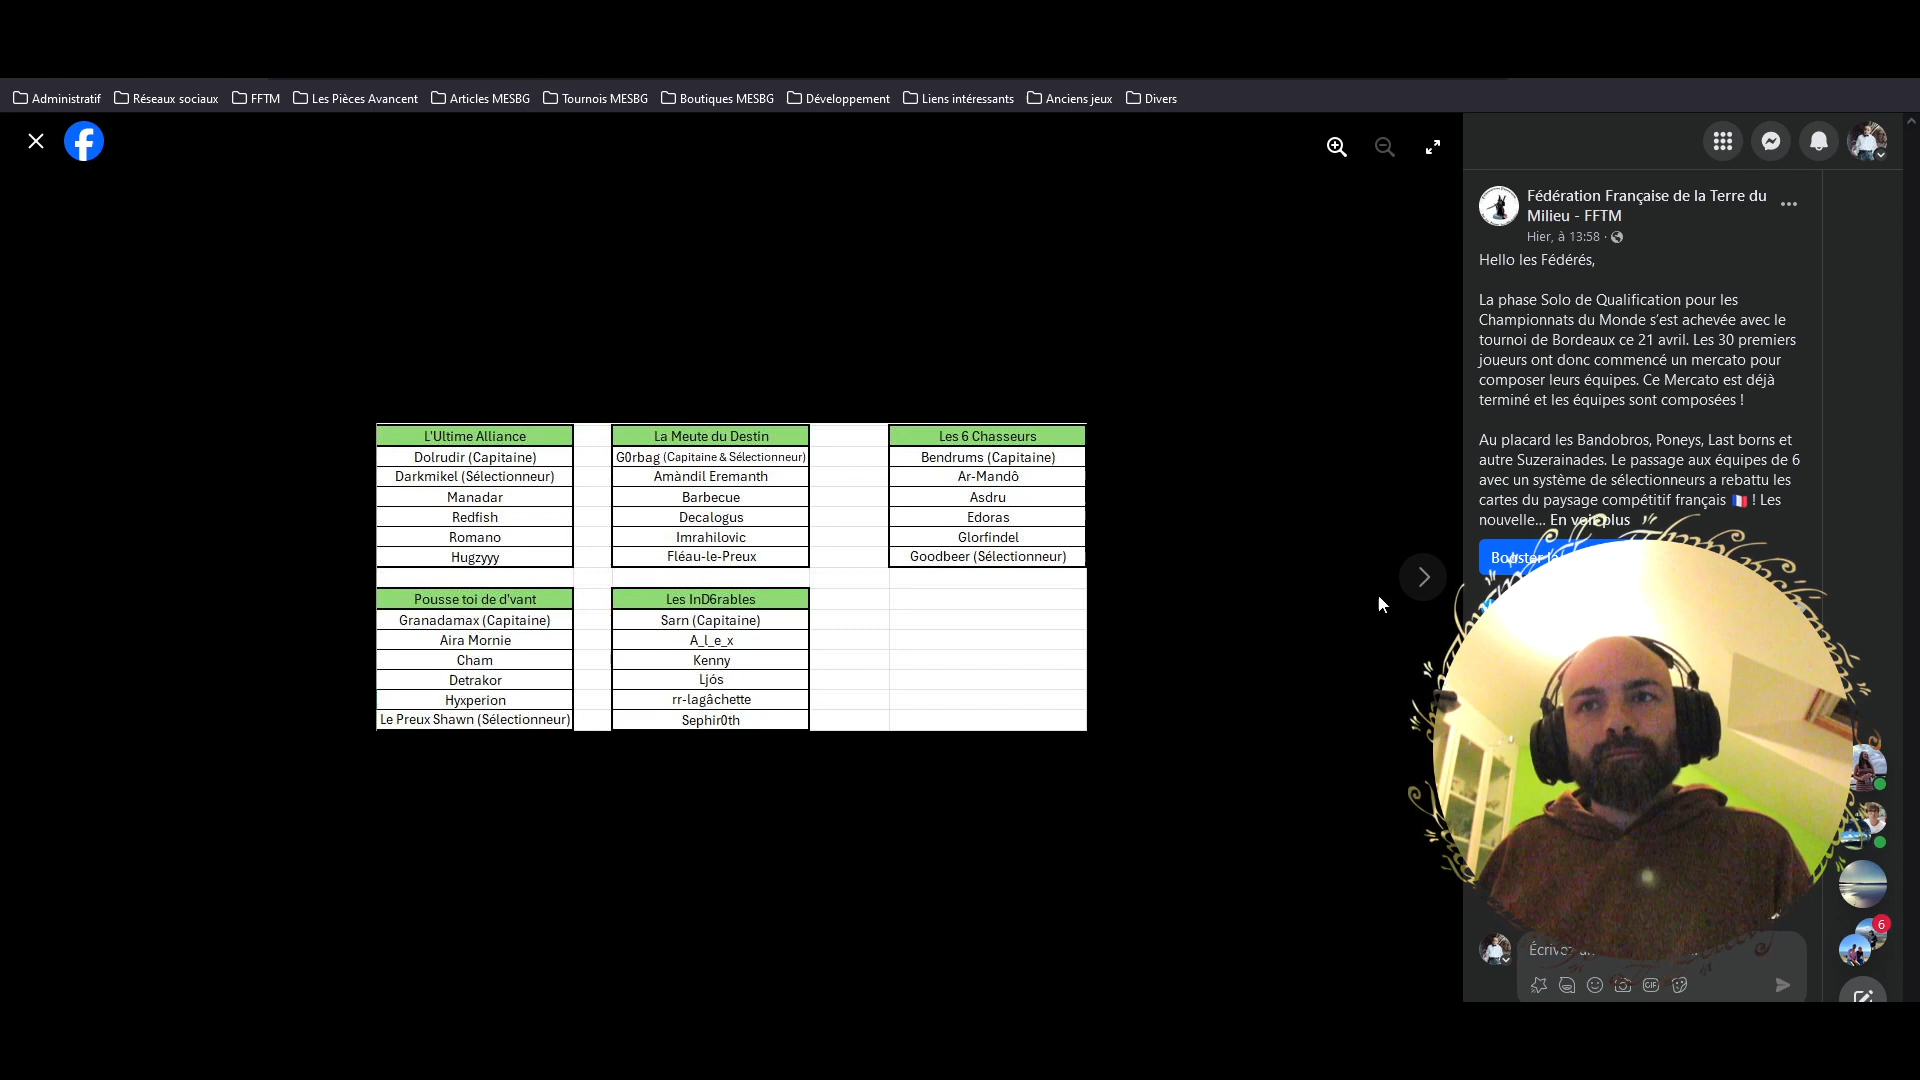 Administratif
Réseaux sociaux
FFTM
Les Pièces Avancent
Articles MESBG
Tournois MESBG
Boutiques MESBG
Développement
Liens intéressants
Anciens jeux
Divers
L'Ultime Alliance
Dolrudir (Capitaine)
Darkmikel (Sélectionneur)
Manadar
Redfish
Romano
Hugzyyy
La Meute du Destin
G0rbag (Capitaine & Sélectionneur)
Amàndil Eremanth
Barbecue
Decalogus
Imrahilovic
Fléau-le-Preux
Les 6 Chasseurs
Bendrums (Capitaine)
Ar-Mandô
Asdru
Edoras
Glorfindel
Goodbeer (Sélectionneur)
Pousse toi de d'vant
Granadamax (Capitaine)
Aira Mornie
Cham
Detrakor
Hyxperion
Le Preux Shawn (Sélectionneur)
Les InD6rables
Sarn (Capitaine)
A_l_e_x
Kenny
Ljós
rr-lagâchette
Sephir0th
Fédération Française de la Terre du
Milieu - FFTM
Hier, à 13:58 ·
Hello les Fédérés,
La phase Solo de Qualification pour les
Championnats du Monde s'est achevée avec le
tournoi de Bordeaux ce 21 avril. Les 30 premiers
joueurs ont donc commencé un mercato pour
composer leurs équipes. Ce Mercato est déjà
terminé et les équipes sont composées !
Au placard les Bandobros, Poneys, Last borns et
autre Suzerainades. Le passage aux équipes de 6
avec un système de sélectionneurs a rebattu les
cartes du paysage compétitif français 🇫🇷 ! Les
nouvelle... En voir plus
Booster
Écrivez
GIF
6